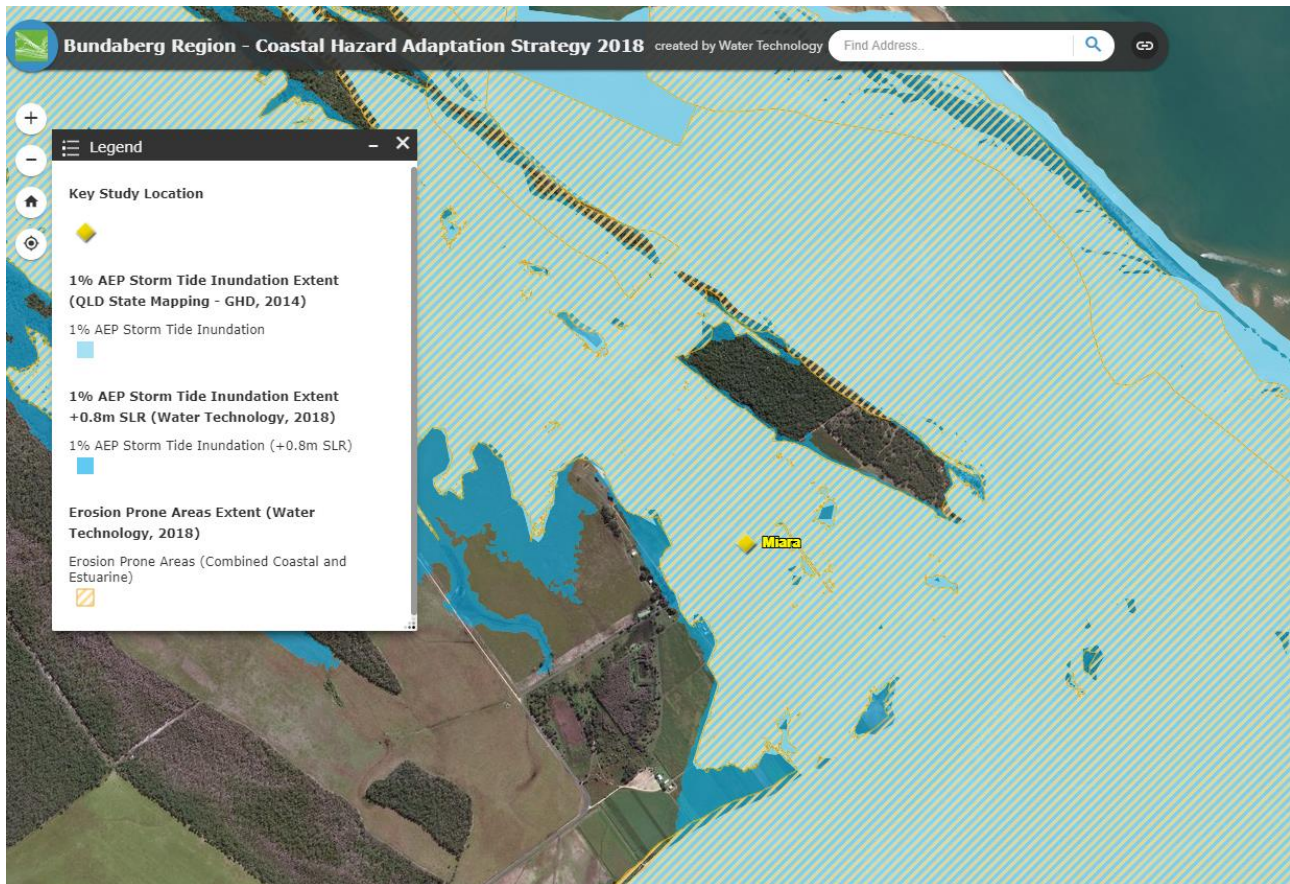 Bundaberg Region - Coastal Hazard Adaptation Strategy 2018 created by Water Technology Find Address..
Legend
Key Study Location
1% AEP Storm Tide Inundation Extent
(QLD State Mapping - GHD, 2014)
1% AEP Storm Tide Inundation
1% AEP Storm Tide Inundation Extent
+0.8m SLR (Water Technology, 2018)
1% AEP Storm Tide Inundation (+0.8m SLR)
Erosion Prone Areas Extent (Water
Technology, 2018)
Erosion Prone Areas (Combined Coastal and
Estuarine)
Miara